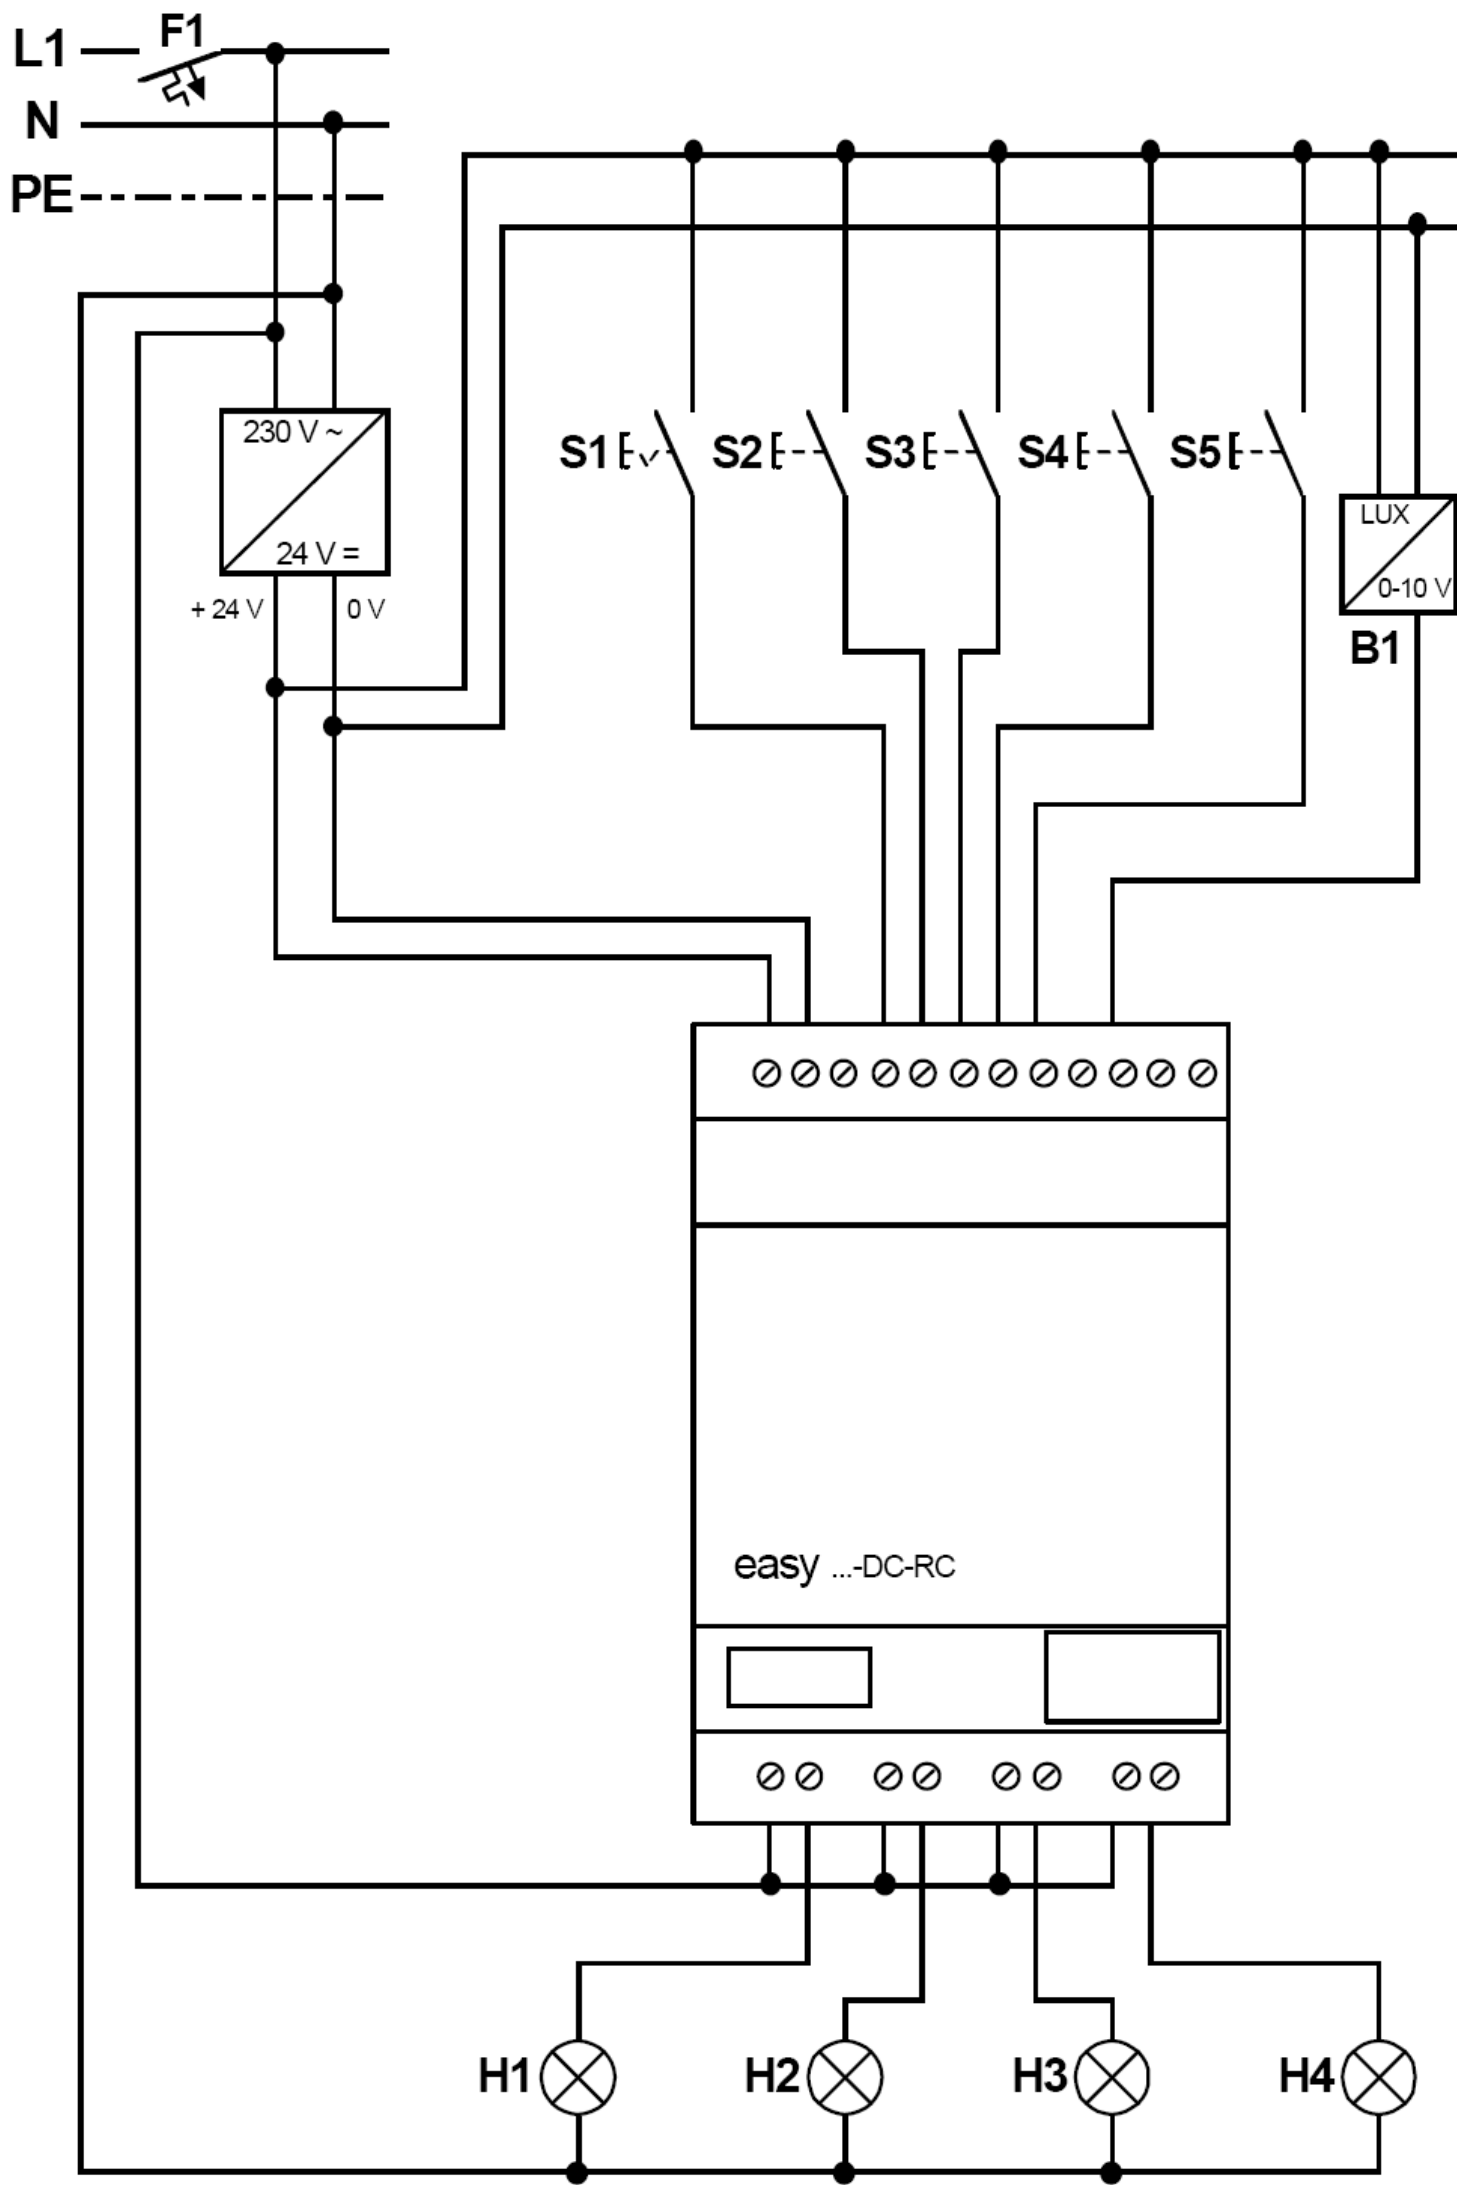 L1
F1
N
PE
230 V ~
24 V =
+ 24 V
0 V
S1
S2
S3
S4
S5
LUX
0-10 V
B1
easy ...-DC-RC
H1
H2
H3
H4